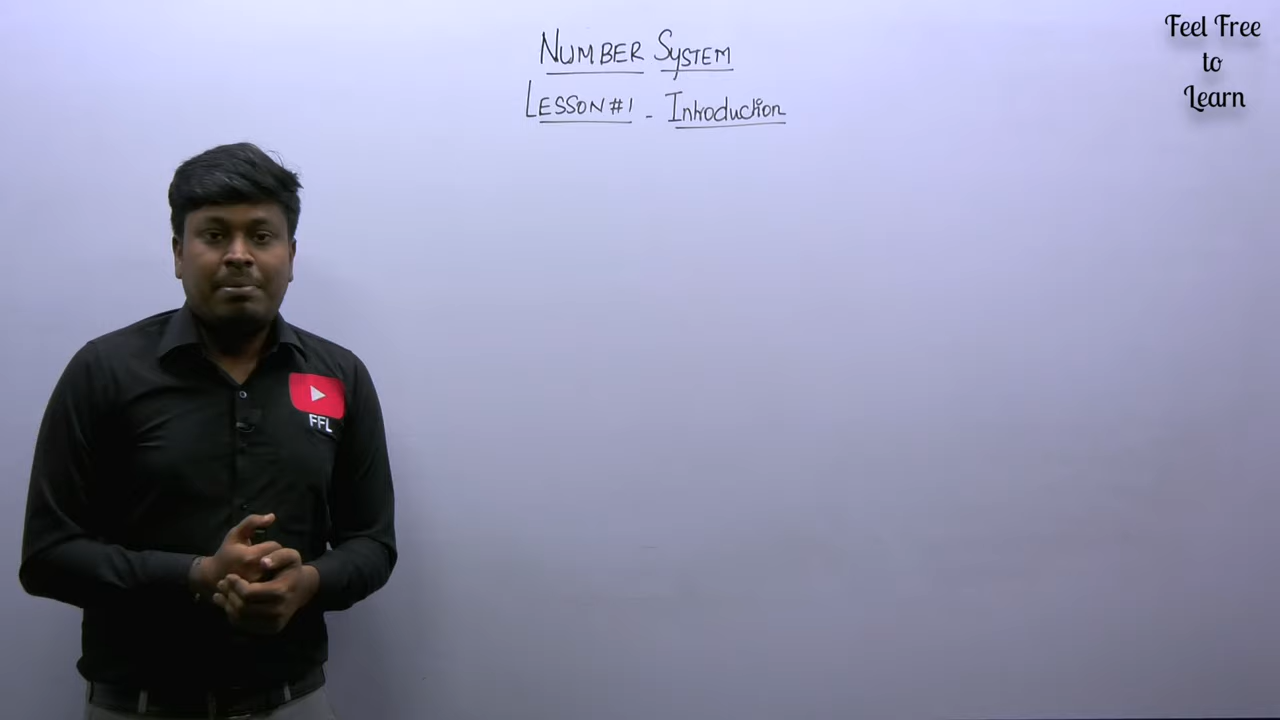 NUMBER SYSTEM
LESSON#1 - Introduction
Feel Free
to
Learn
FFL